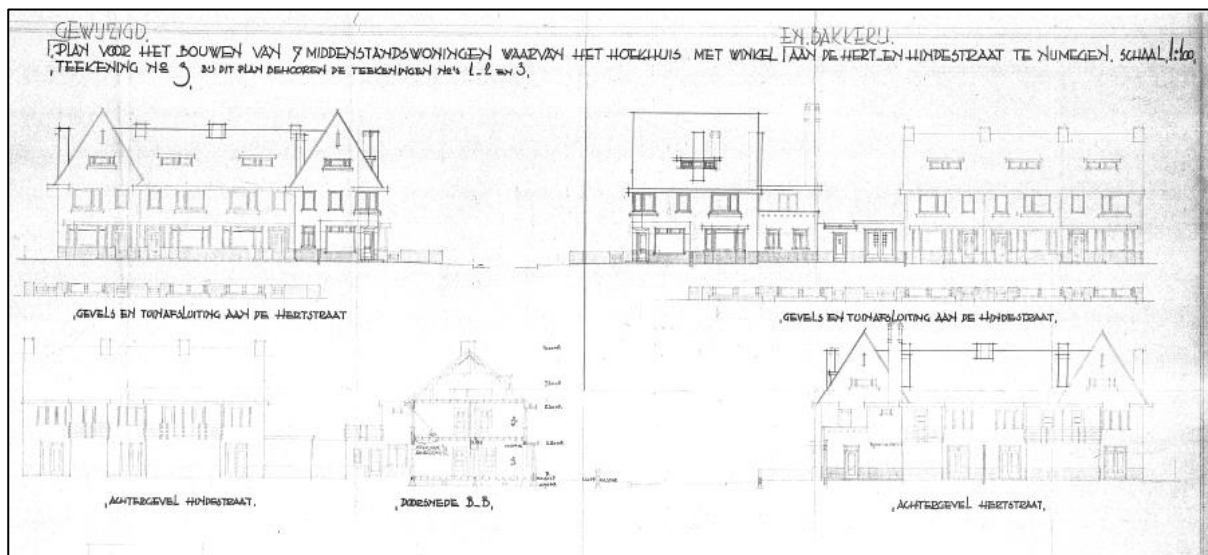 GEWIJZIGD.
EN BAKKERIJ.
PLAN VOOR HET BOUWEN VAN 7 MIDDENSTANDSWONINGEN WAARVAN HET HOEKHUIS MET WINKEL AAN DE HERT- EN HINDESTRAAT TE NIJMEGEN. SCHAAL 1:100.
TEEKENING No 3 BIJ DIT PLAN BEHOOREN DE TEEKENINGEN No's 1-2 EN 3.
GEVELS EN TUINAFSLUITING AAN DE HERTSTRAAT
GEVELS EN TUINAFSLUITING AAN DE HINDESTRAAT.
ACHTERGEVEL HINDESTRAAT.
DOORSNEDE B-B.
ACHTERGEVEL HERTSTRAAT.